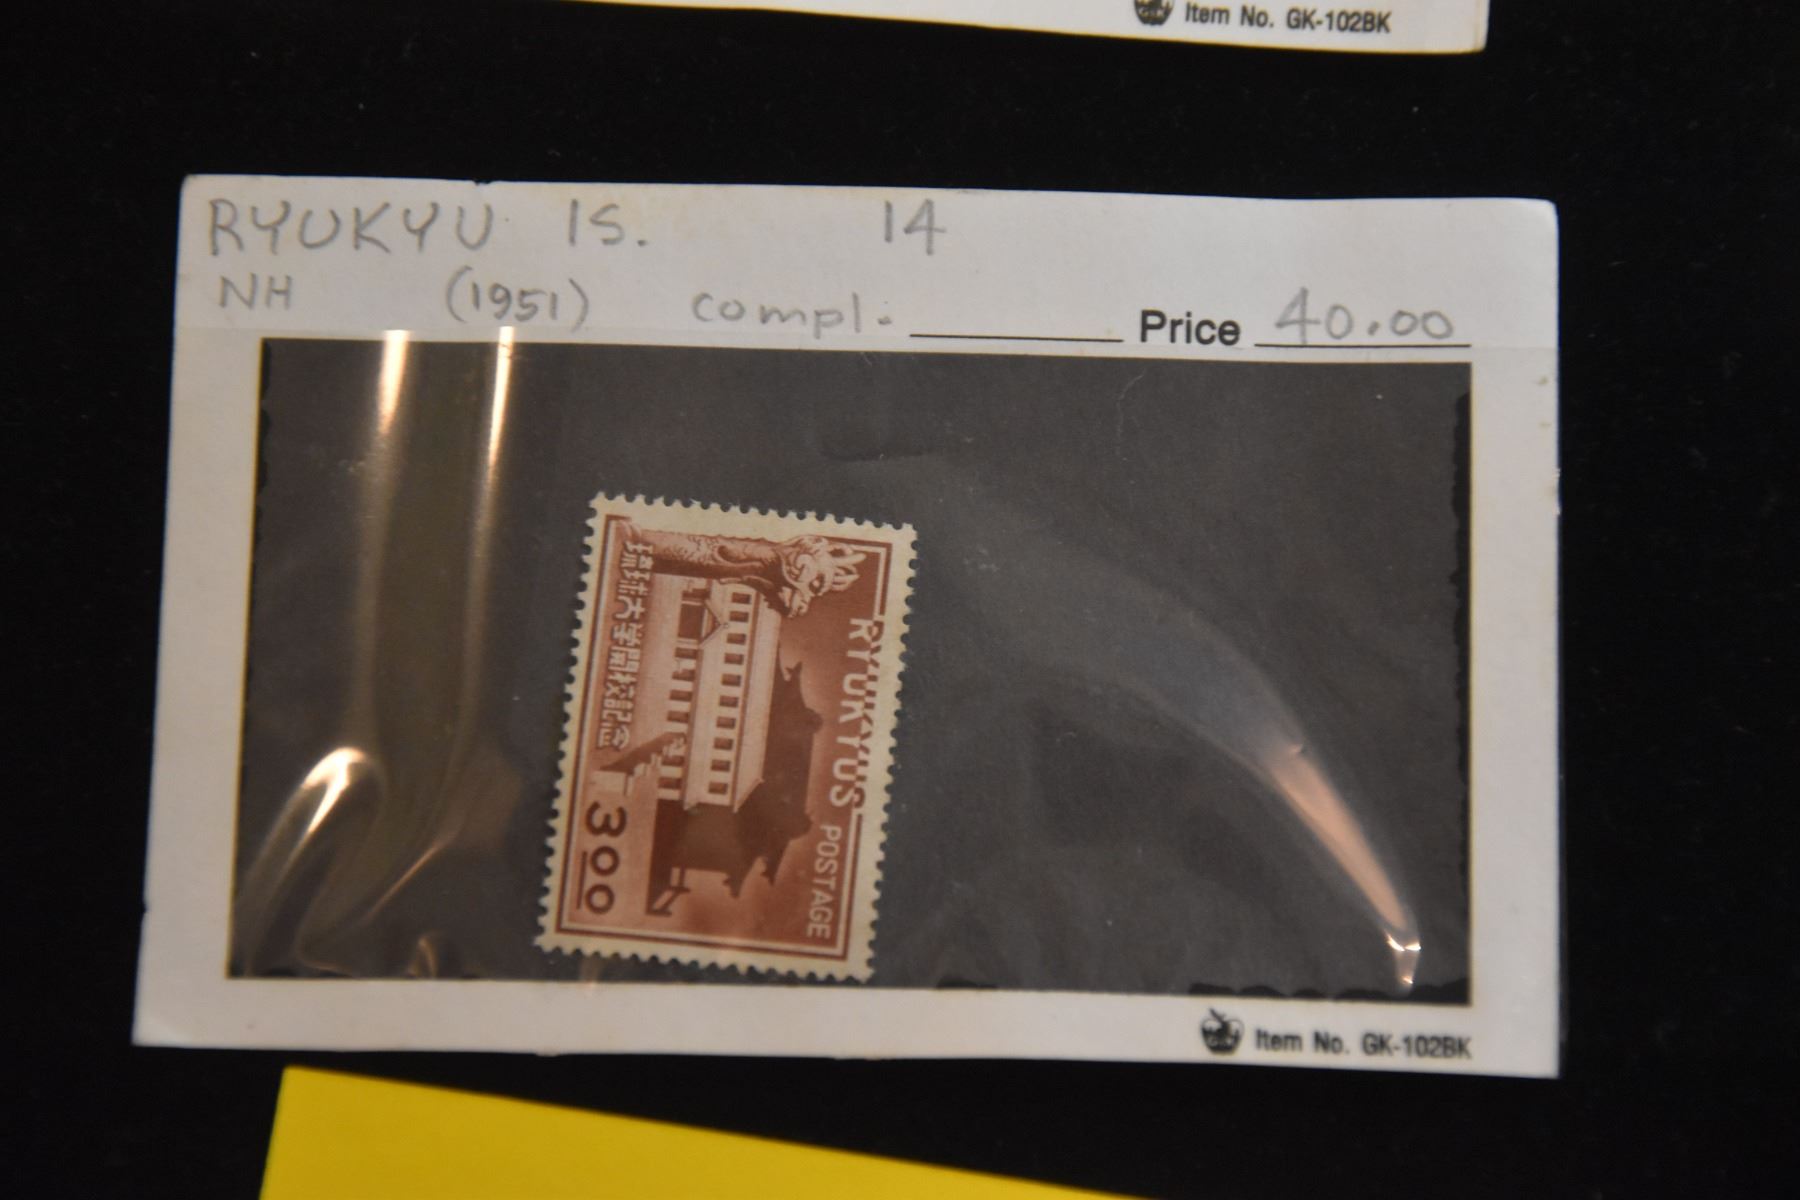 Item No. GK-102BK
RYUKYU IS. 14
NH (1951) compl. Price 40.00
RYUKYUS POSTAGE
琉球大学開校記念
3.00
Item No. GK-102BK